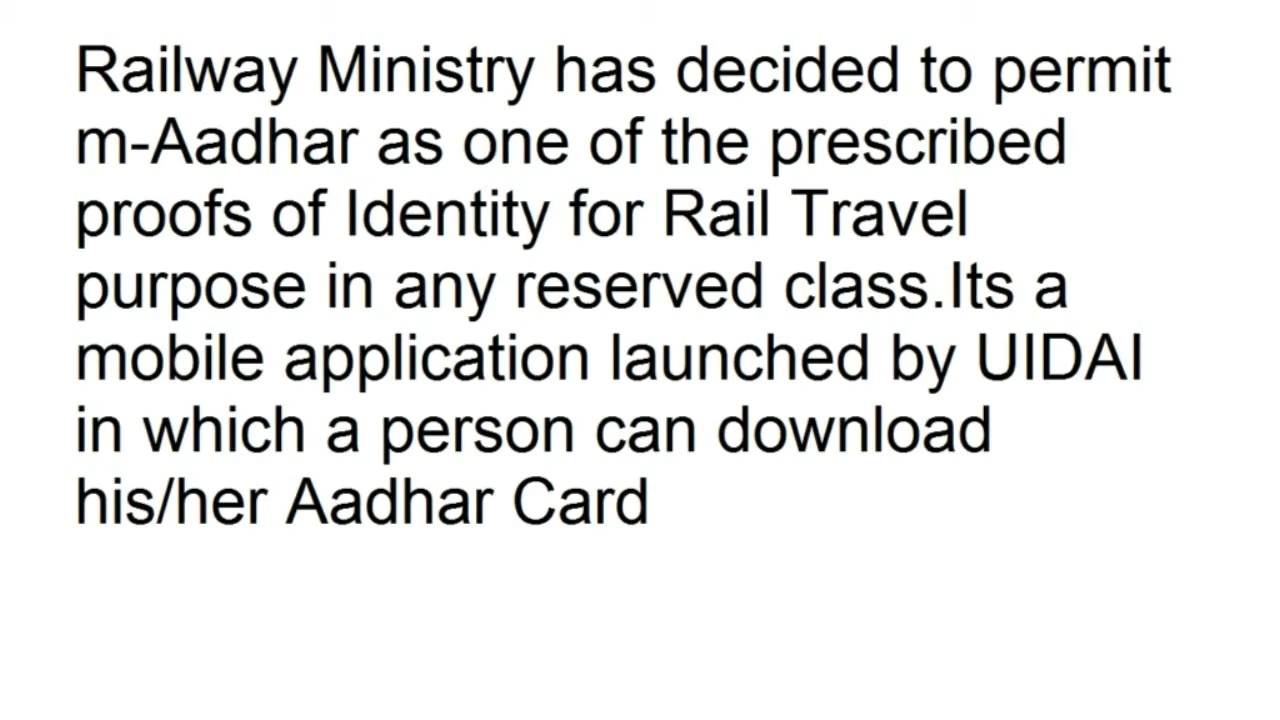 Railway Ministry has decided to permit
m-Aadhar as one of the prescribed
proofs of Identity for Rail Travel
purpose in any reserved class.Its a
mobile application launched by UIDAI
in which a person can download
his/her Aadhar Card